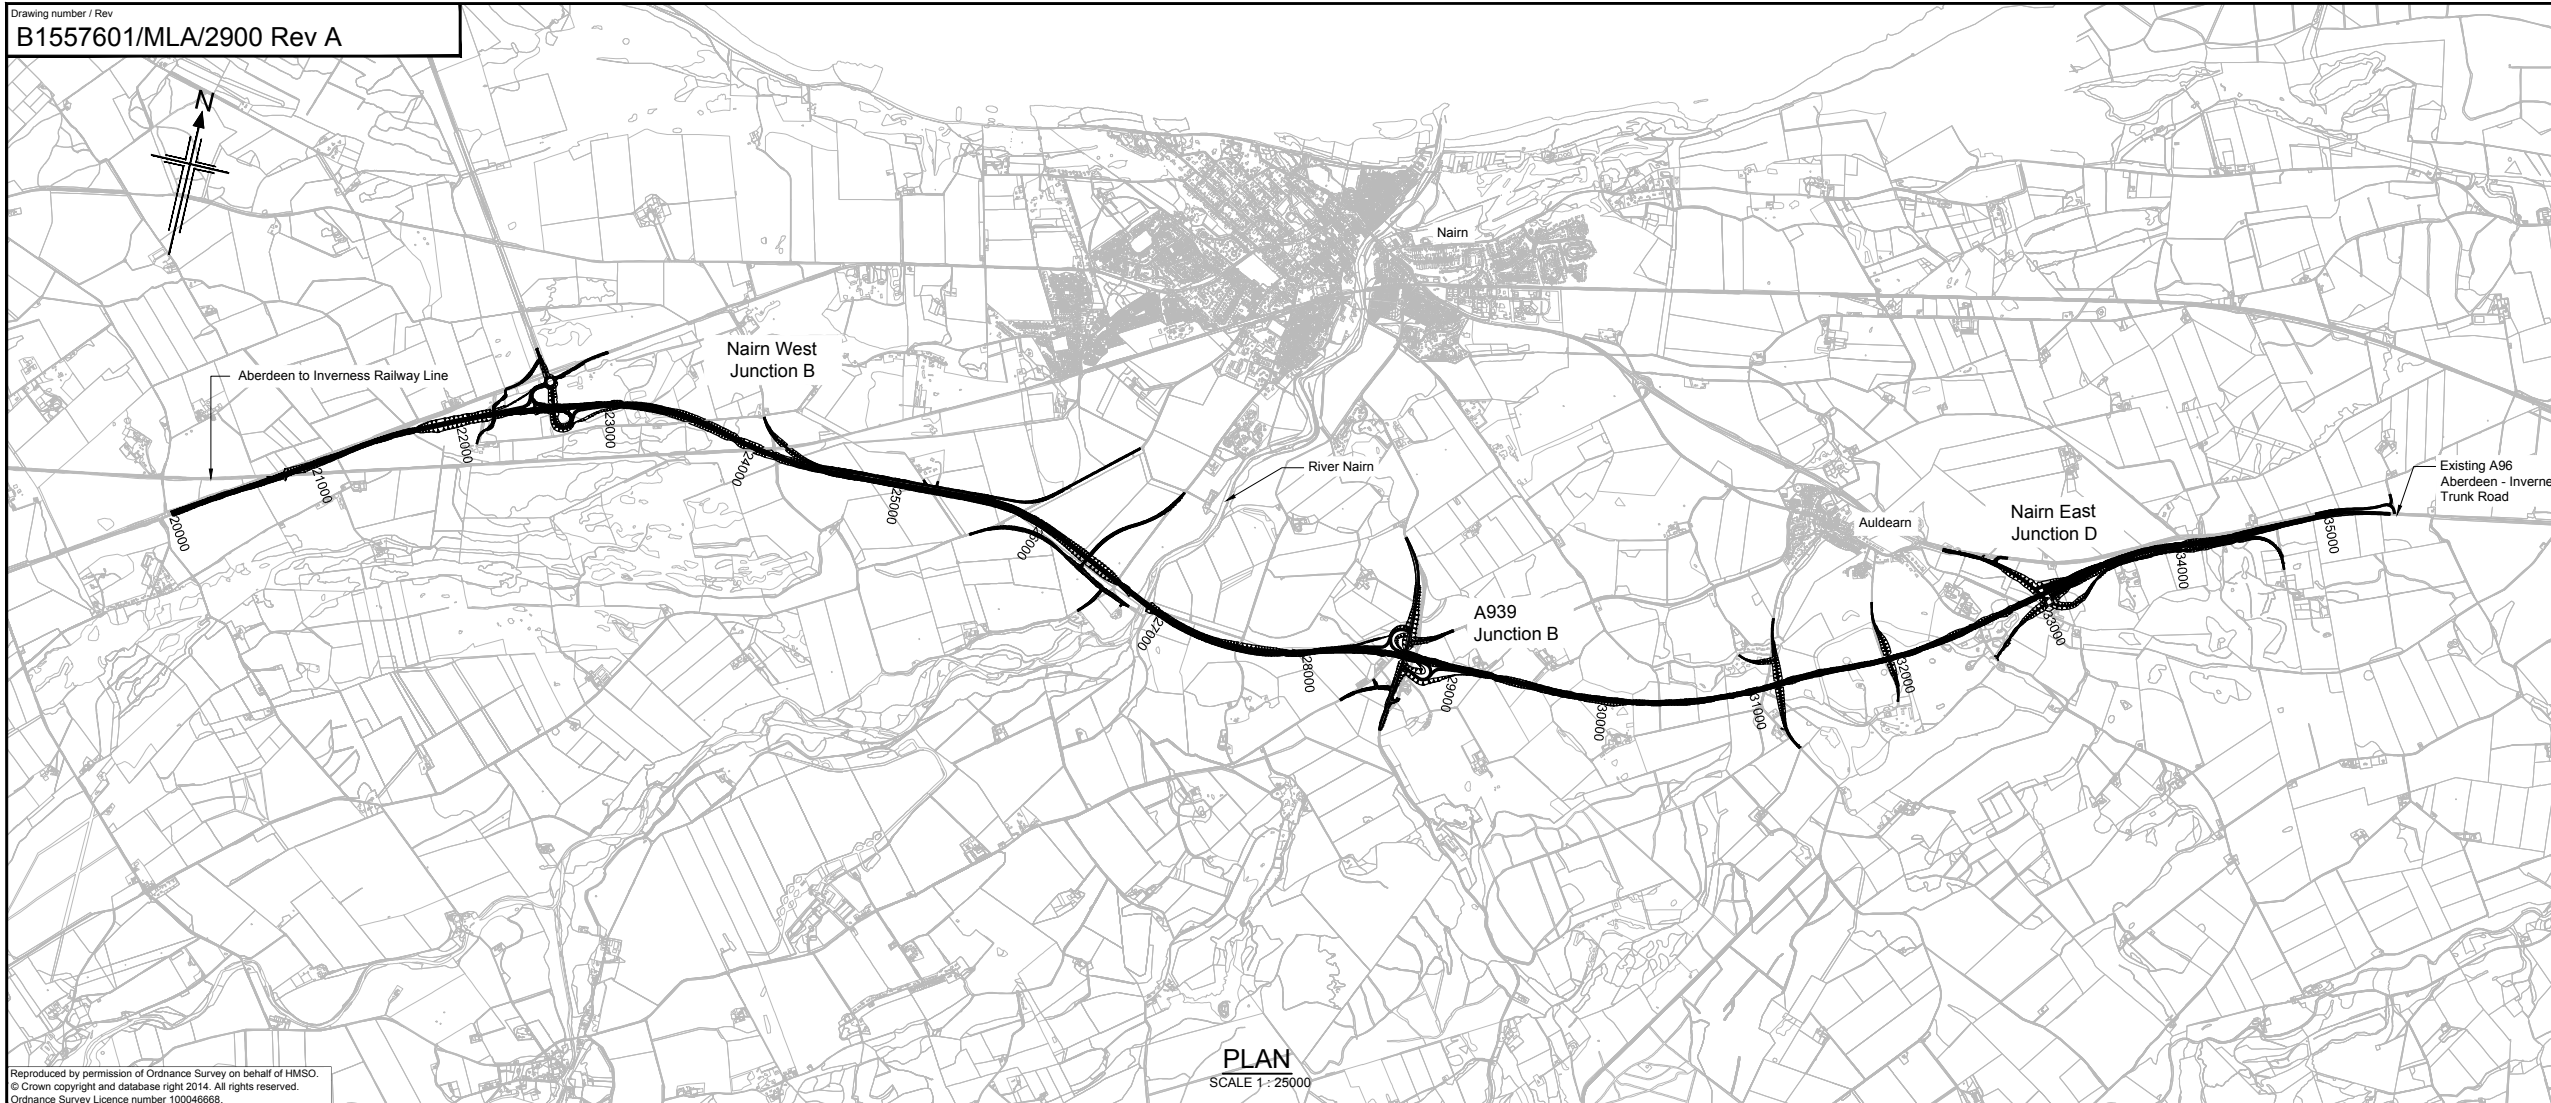 Drawing number / Rev
B1557601/MLA/2900 Rev A
N
Nairn
Nairn West
Junction B
Aberdeen to Inverness Railway Line
River Nairn
Existing A96
Aberdeen - Inverne
Trunk Road
Auldearn
Nairn East
Junction D
A939
Junction B
20000
21000
22000
23000
24000
25000
27000
28000
29000
30000
31000
32000
33000
34000
35000
PLAN
SCALE 1 : 25000
Reproduced by permission of Ordnance Survey on behalf of HMSO.
© Crown copyright and database right 2014. All rights reserved.
Ordnance Survey Licence number 100046668.